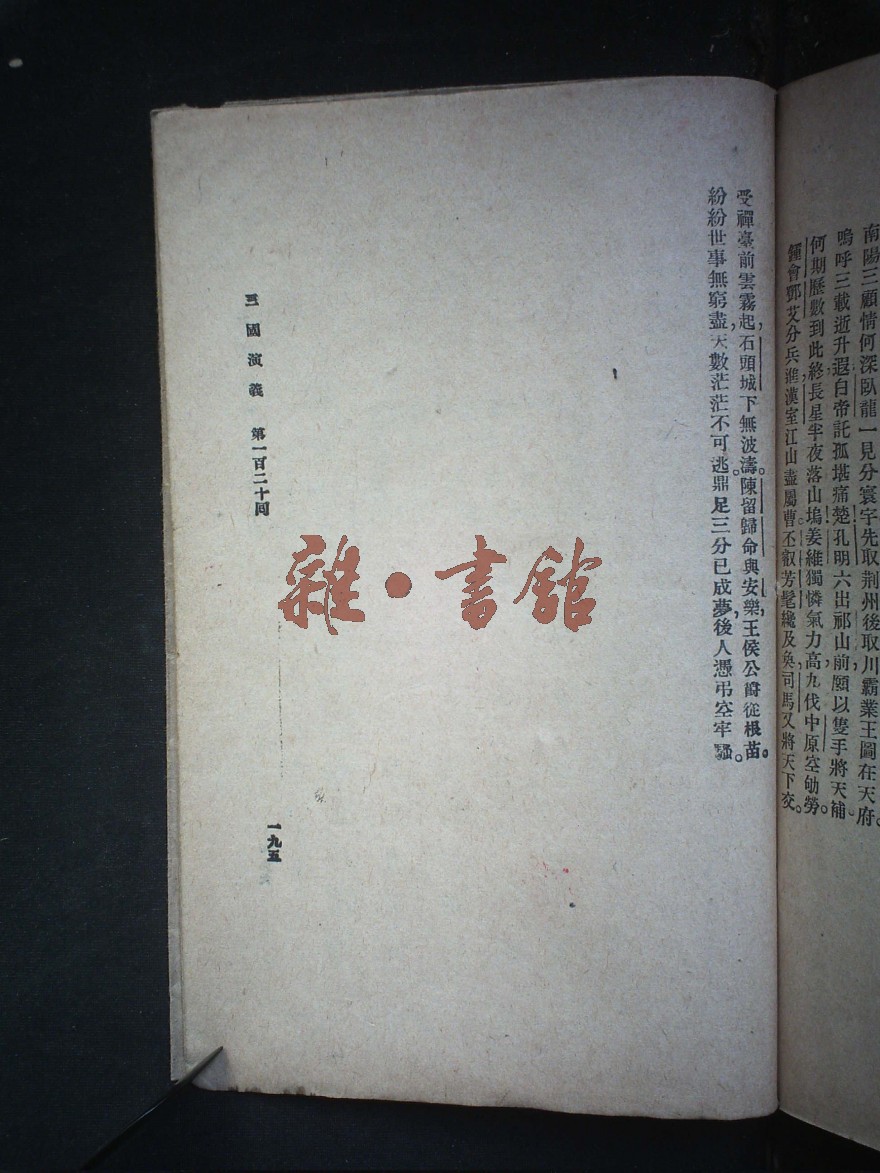 南陽三顧情何深臥龍一見分寰宇先取荆州後取川霸業王圖在天府。
嗚呼三載逝升遐白帝託孤堪痛楚孔明六出祁山前願以隻手將天補。
何期歷數到此終長星半夜落山塢姜維獨憐氣力高九伐中原空劬勞。
鍾會鄧艾分兵進漢室江山盡屬曹丕叡芳髦纔及奐司馬又將天下交。
受禪臺前雲霧起，石頭城下無波濤。陳留歸命與安樂，王侯公爵從根苗。
紛紛世事無窮盡，天數茫茫不可逃鼎足三分已成夢，後人憑弔空牢騷。
三國演義 第一百二十回
一九五
雜·書館